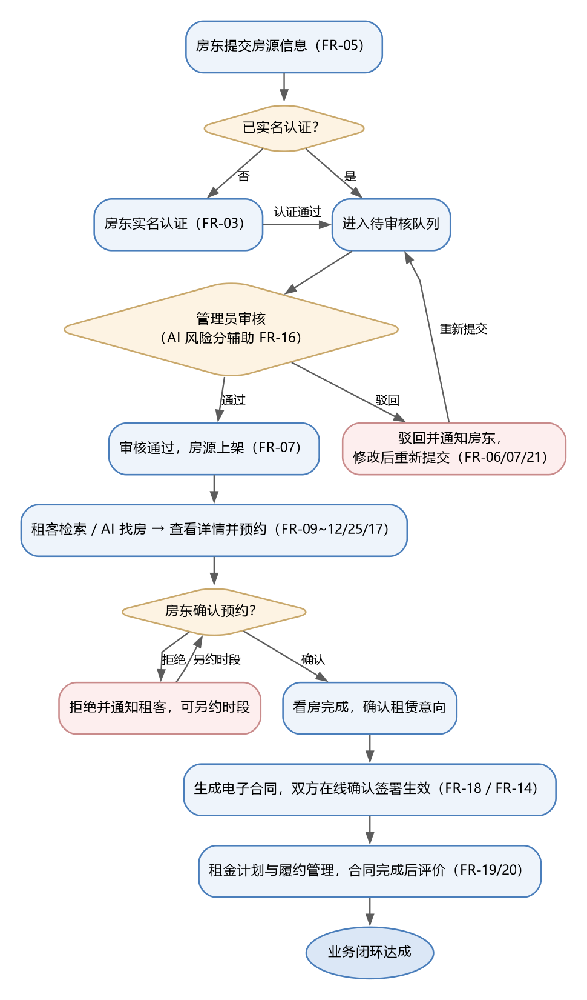 房东提交房源信息（FR-05）
已实名认证？
否
是
房东实名认证（FR-03）
认证通过
进入待审核队列
管理员审核
（AI 风险分辅助 FR-16）
重新提交
通过
驳回
审核通过，房源上架（FR-07）
驳回并通知房东，
修改后重新提交（FR-06/07/21）
租客检索 / AI 找房 → 查看详情并预约（FR-09~12/25/17）
房东确认预约？
拒绝
另约时段
确认
拒绝并通知租客，可另约时段
看房完成，确认租赁意向
生成电子合同，双方在线确认签署生效（FR-18 / FR-14）
租金计划与履约管理，合同完成后评价（FR-19/20）
业务闭环达成